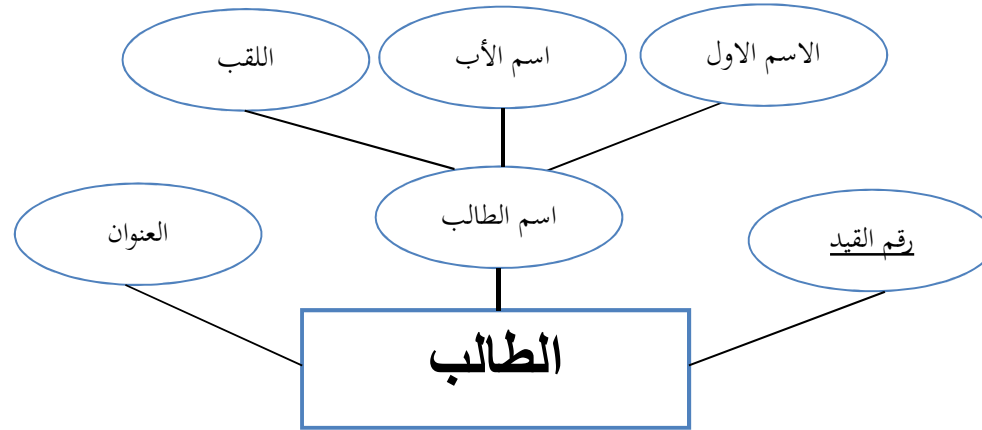 الاسم الاول
اسم الأب
اللقب
اسم الطالب
رقم القيد
العنوان
الطالب